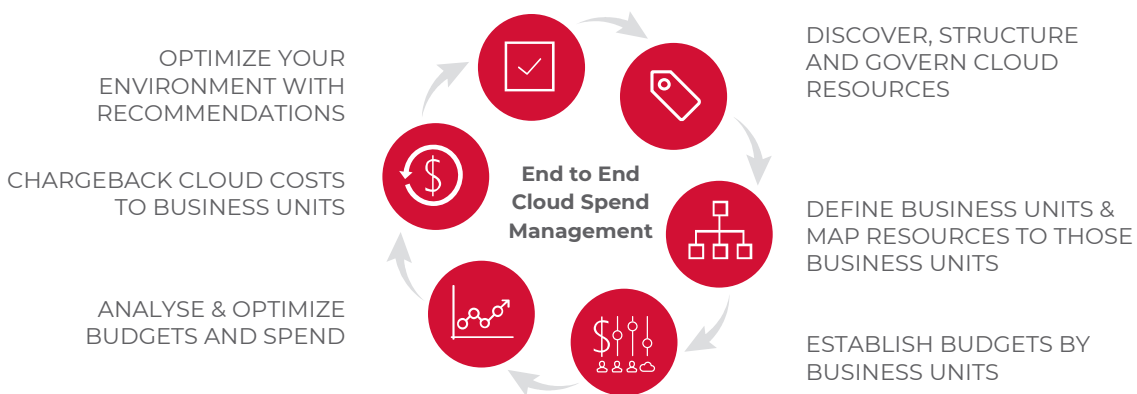 OPTIMIZE YOUR
ENVIRONMENT WITH
RECOMMENDATIONS
DISCOVER, STRUCTURE
AND GOVERN CLOUD
RESOURCES
CHARGEBACK CLOUD COSTS
TO BUSINESS UNITS
$
End to End
Cloud Spend
Management
DEFINE BUSINESS UNITS &
MAP RESOURCES TO THOSE
BUSINESS UNITS
ANALYSE & OPTIMIZE
BUDGETS AND SPEND
$
ESTABLISH BUDGETS BY
BUSINESS UNITS